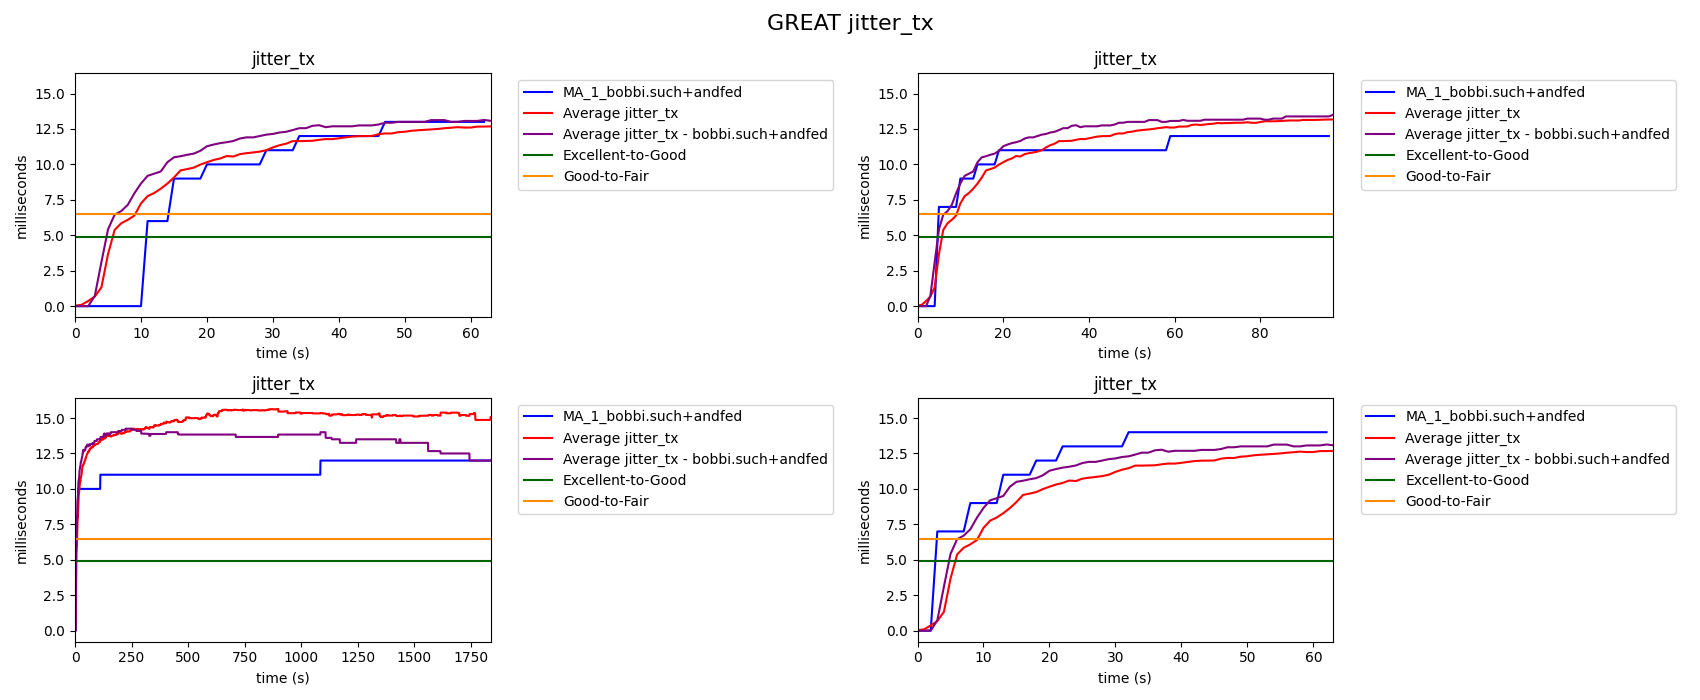 GREAT jitter_tx
jitter_tx
15.0
12.5
10.0
7.5
5.0
2.5
0.0
milliseconds
0 10 20 30 40 50 60
time (s)
MA_1_bobbi.such+andfed
Average jitter_tx
Average jitter_tx - bobbi.such+andfed
Excellent-to-Good
Good-to-Fair
jitter_tx
15.0
12.5
10.0
7.5
5.0
2.5
0.0
milliseconds
0 20 40 60 80
time (s)
MA_1_bobbi.such+andfed
Average jitter_tx
Average jitter_tx - bobbi.such+andfed
Excellent-to-Good
Good-to-Fair
jitter_tx
15.0
12.5
10.0
7.5
5.0
2.5
0.0
milliseconds
0 250 500 750 1000 1250 1500 1750
time (s)
MA_1_bobbi.such+andfed
Average jitter_tx
Average jitter_tx - bobbi.such+andfed
Excellent-to-Good
Good-to-Fair
jitter_tx
15.0
12.5
10.0
7.5
5.0
2.5
0.0
milliseconds
0 10 20 30 40 50 60
time (s)
MA_1_bobbi.such+andfed
Average jitter_tx
Average jitter_tx - bobbi.such+andfed
Excellent-to-Good
Good-to-Fair